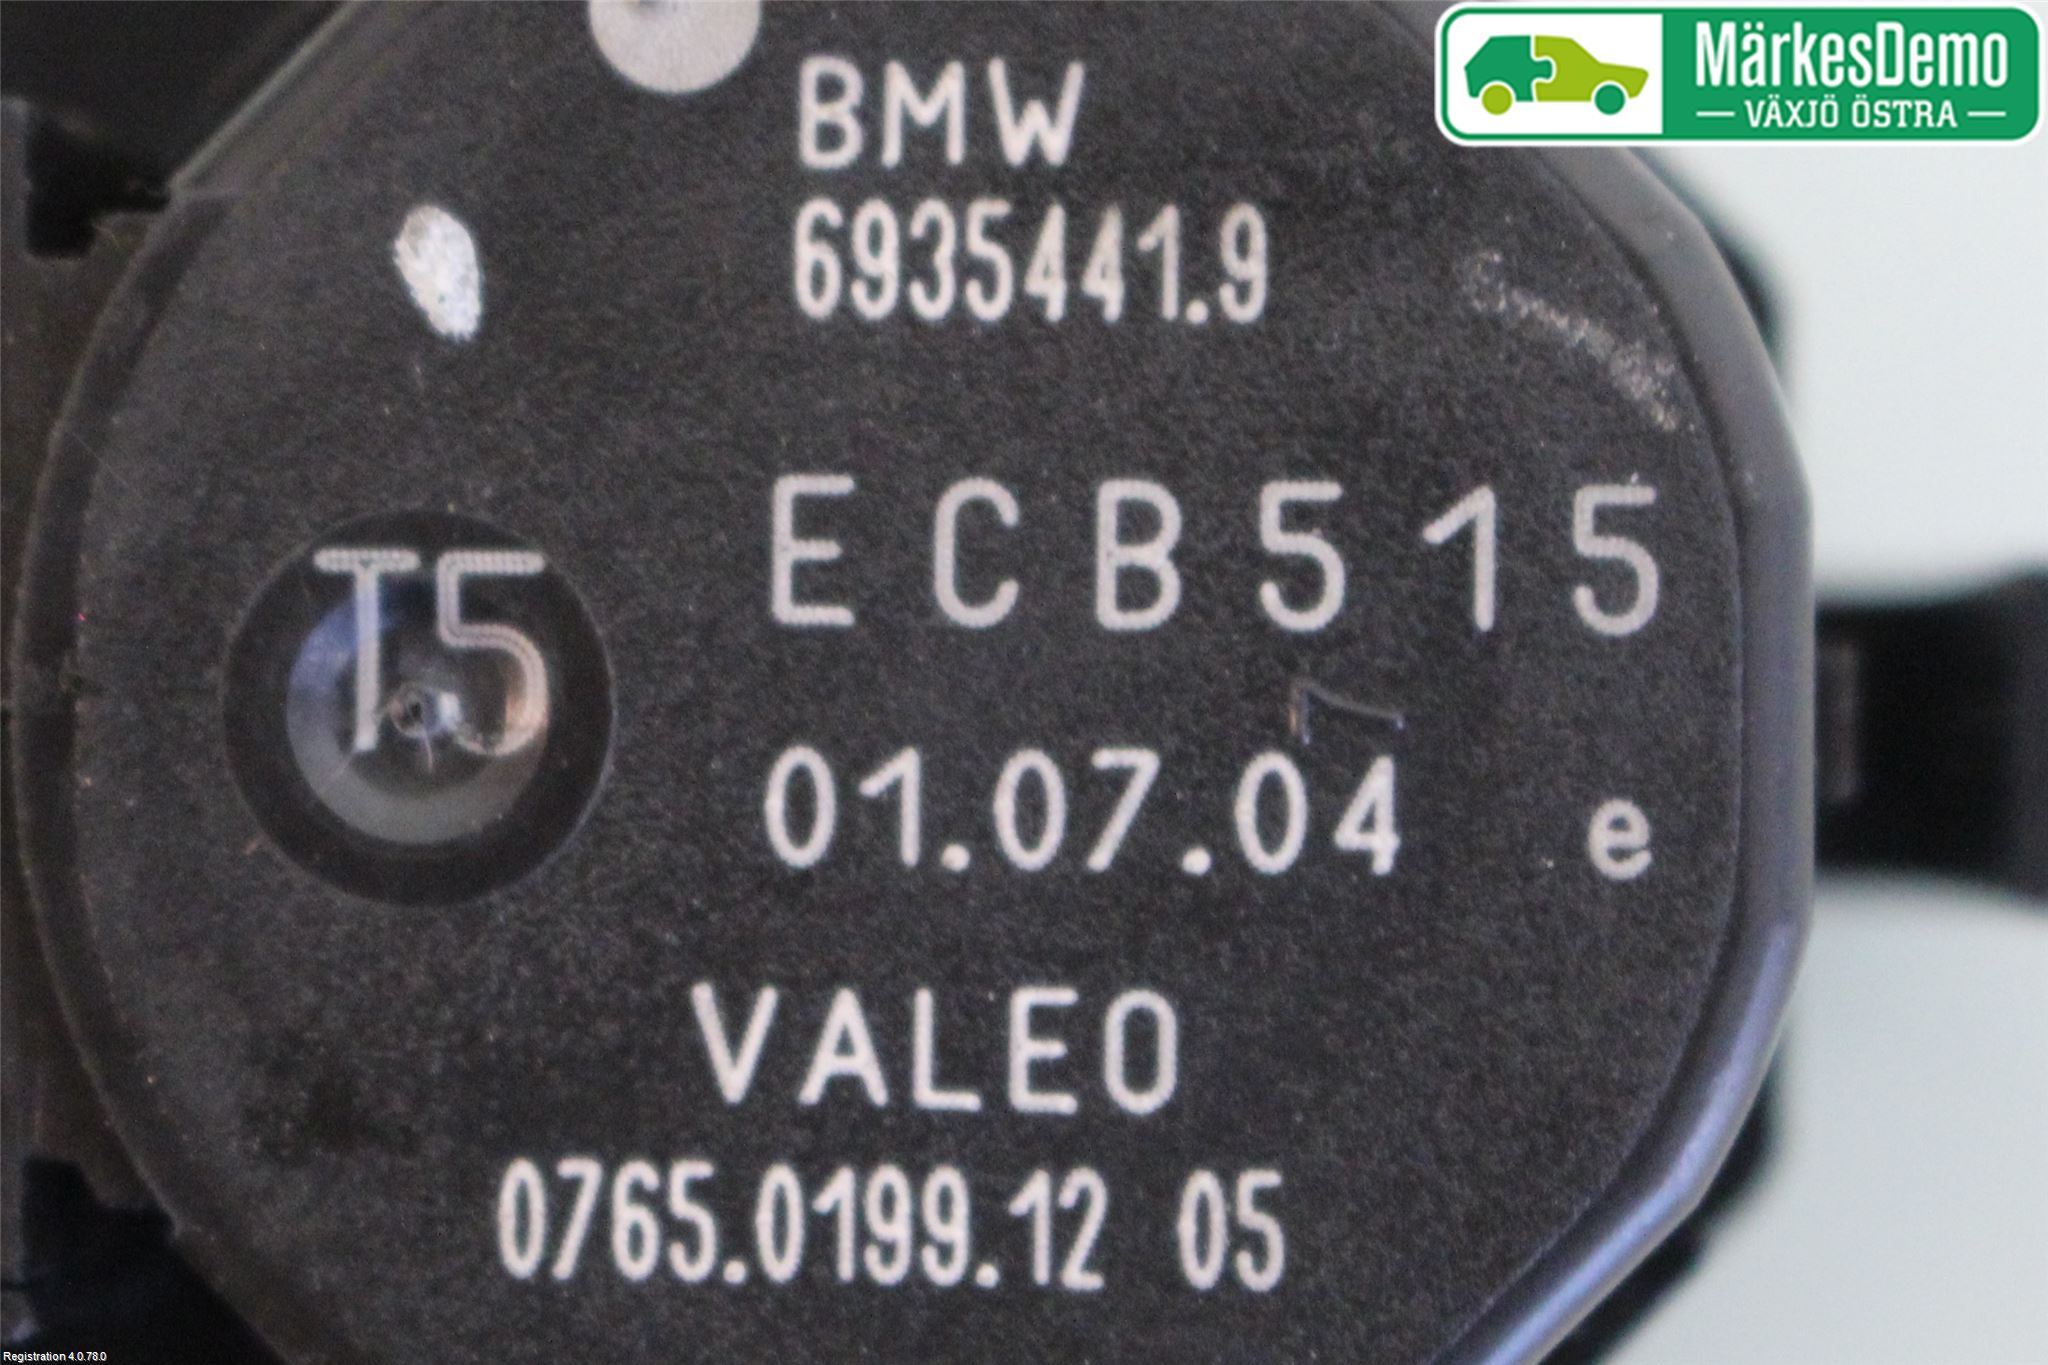 MärkesDemo
VÄXJÖ ÖSTRA
BMW
6935441.9
ECB515
T5
01.07.04 e
VALEO
0765.0199.12 05
Registration 4.0.78.0